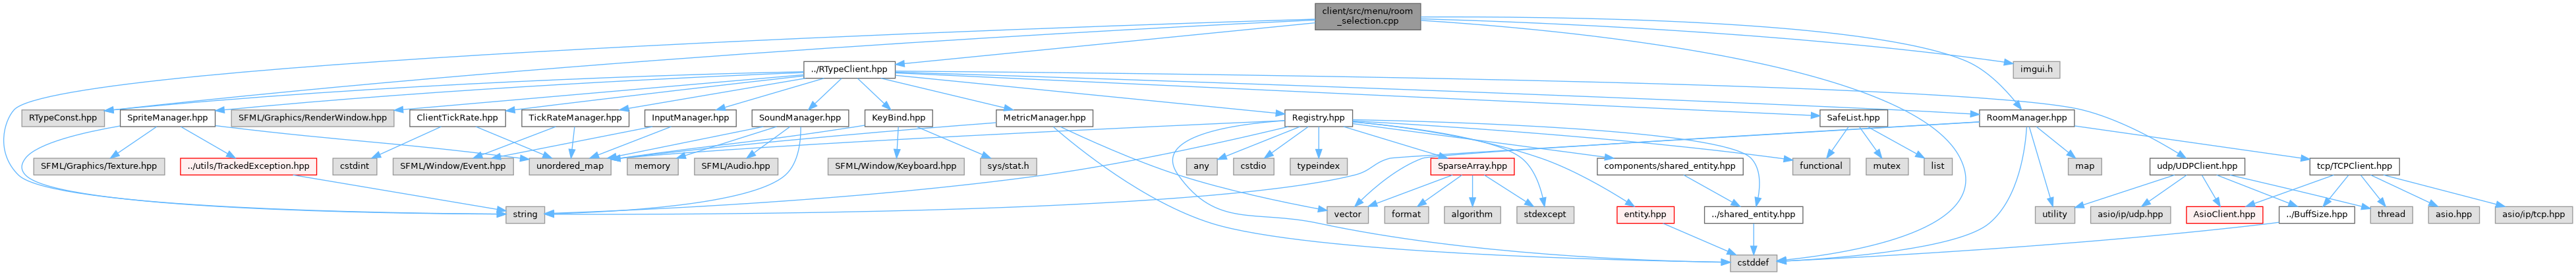 client/src/menu/room
_selection.cpp
../RTypeClient.hpp
imgui.h
RTypeConst.hpp
SpriteManager.hpp
SFML/Graphics/RenderWindow.hpp
ClientTickRate.hpp
TickRateManager.hpp
InputManager.hpp
SoundManager.hpp
KeyBind.hpp
MetricManager.hpp
Registry.hpp
SafeList.hpp
RoomManager.hpp
SFML/Graphics/Texture.hpp
../utils/TrackedException.hpp
cstdint
SFML/Window/Event.hpp
unordered_map
memory
SFML/Audio.hpp
SFML/Window/Keyboard.hpp
sys/stat.h
any
cstdio
typeindex
SparseArray.hpp
components/shared_entity.hpp
functional
mutex
list
map
udp/UDPClient.hpp
tcp/TCPClient.hpp
string
vector
format
algorithm
stdexcept
entity.hpp
../shared_entity.hpp
utility
asio/ip/udp.hpp
AsioClient.hpp
../BuffSize.hpp
thread
asio.hpp
asio/ip/tcp.hpp
cstddef